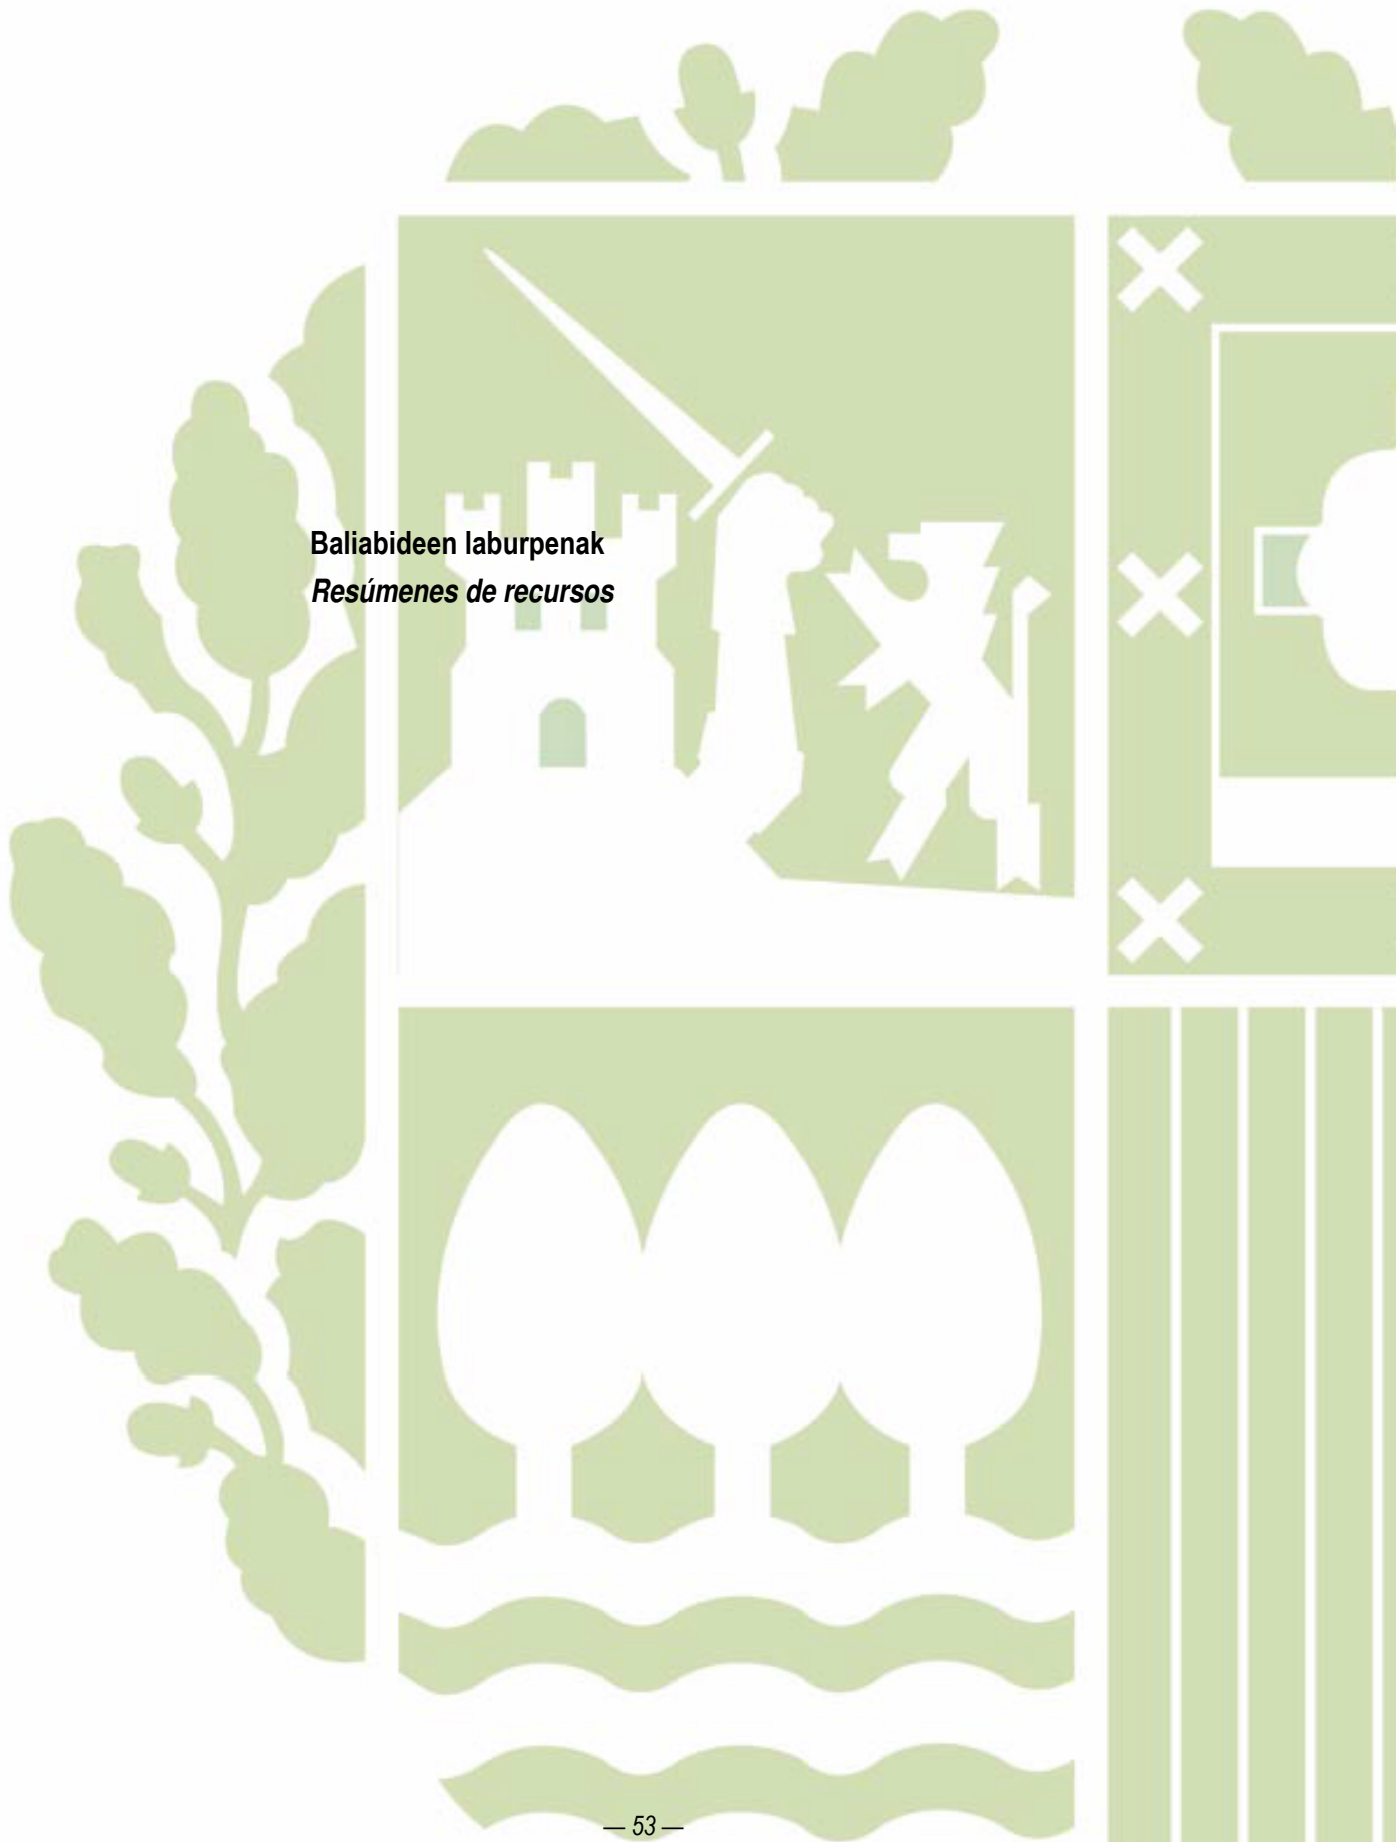 Baliabideen laburpenak
Resúmenes de recursos
— 53 —